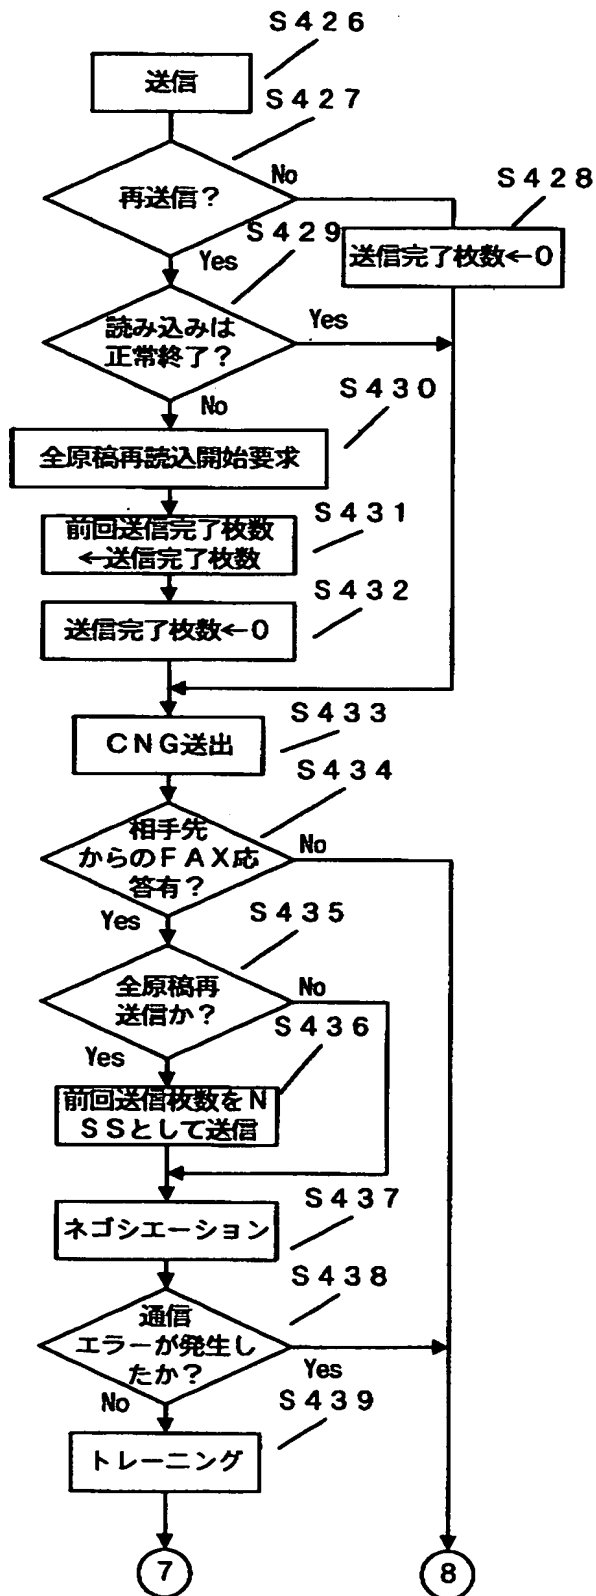 S426
送信
S427
再送信?
No
S428
送信完了枚数←0
S429
Yes
読み込みは
正常終了?
Yes
No
S430
全原稿再読込開始要求
S431
前回送信完了枚数
←送信完了枚数
S432
送信完了枚数←0
S433
CNG送出
S434
相手先
からのFAX応
答有?
No
Yes
S435
全原稿再
送信か?
No
S436
Yes
前回送信枚数をN
SSとして送信
S437
ネゴシエーション
S438
通信
エラーが発生し
たか?
Yes
No
S439
トレーニング
7
8